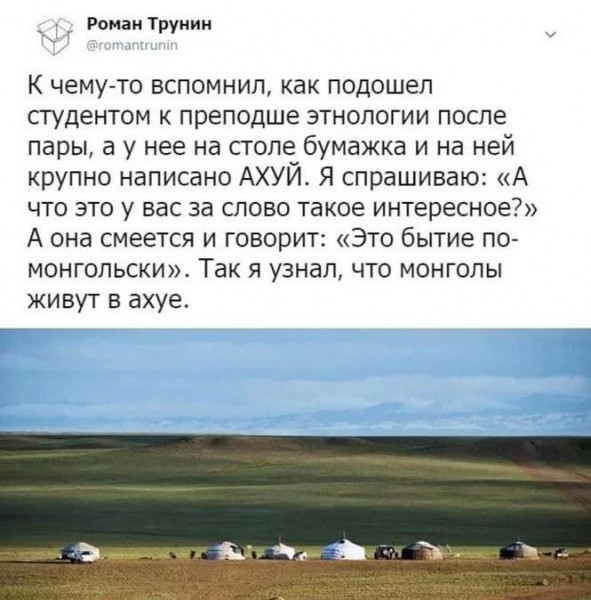 Роман Трунин
@romantrunin
К чему-то вспомнил, как подошел
студентом к преподше этнологии после
пары, а у нее на столе бумажка и на ней
крупно написано АХУЙ. Я спрашиваю: «А
что это у вас за слово такое интересное?»
А она смеется и говорит: «Это бытие по-
монгольски». Так я узнал, что монголы
живут в ахуе.